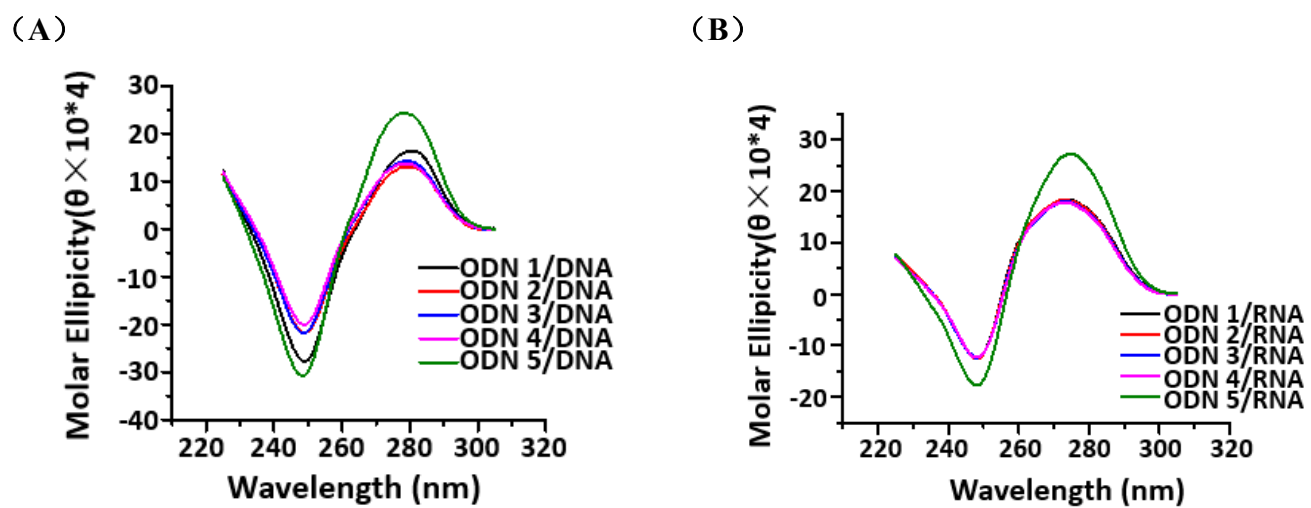 （A）
30
20
10
0
-10
-20
-30
-40
220 240 260 280 300 320
Molar Ellipicity(θ×10*4)
Wavelength (nm)
ODN 1/DNA
ODN 2/DNA
ODN 3/DNA
ODN 4/DNA
ODN 5/DNA
（B）
30
20
10
0
-10
-20
220 240 260 280 300 320
Molar Ellipicity(θ×10*4)
Wavelength (nm)
ODN 1/RNA
ODN 2/RNA
ODN 3/RNA
ODN 4/RNA
ODN 5/RNA